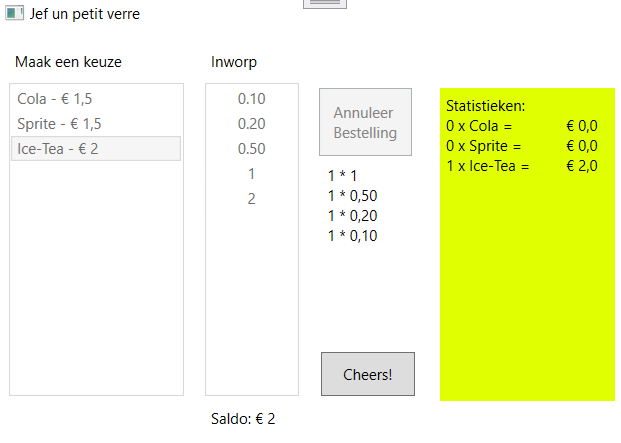 Jef un petit verre
Maak een keuze
Inworp
Cola - € 1,5
Sprite - € 1,5
Ice-Tea - € 2
0.10
0.20
0.50
1
2
Annuleer
Bestelling
1 * 1
1 * 0,50
1 * 0,20
1 * 0,10
Cheers!
Statistieken:
0 x Cola = € 0,0
0 x Sprite = € 0,0
1 x Ice-Tea = € 2,0
Saldo: € 2